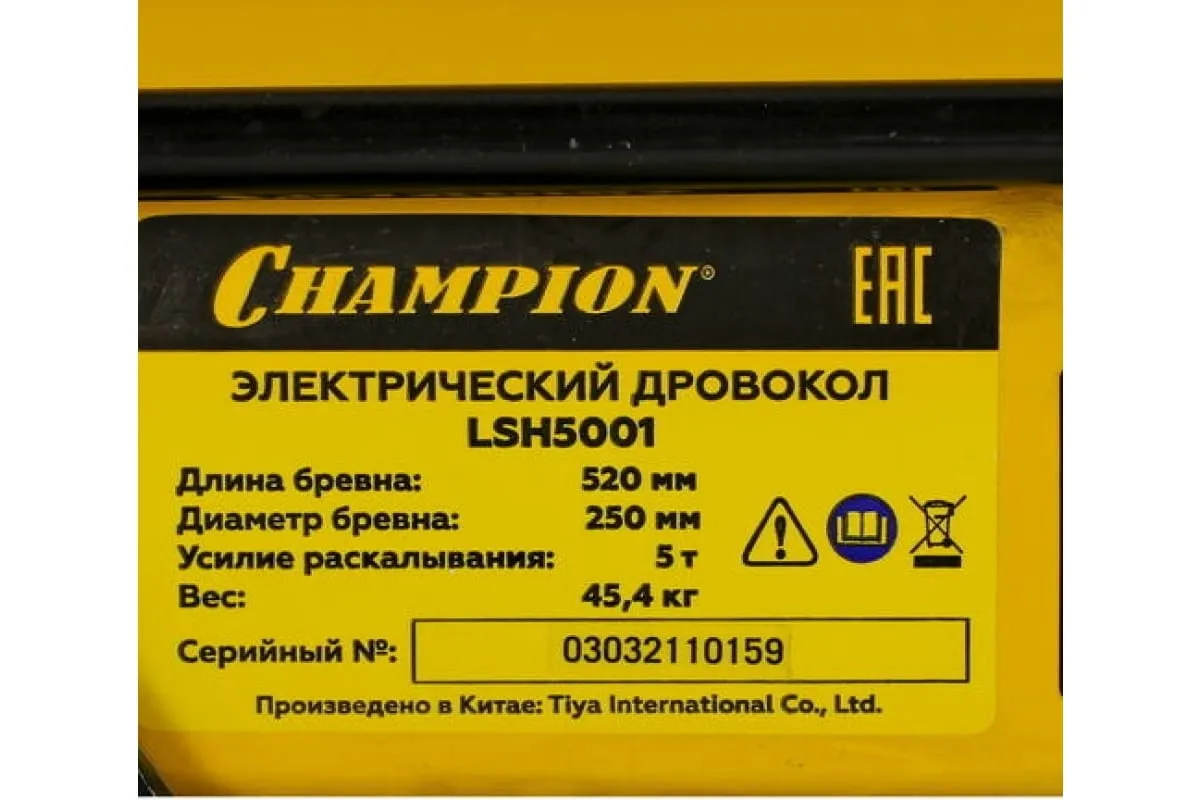 CHAMPION®
EAC
ЭЛЕКТРИЧЕСКИЙ ДРОВОКОЛ
LSH5001
Длина бревна: 520 мм
Диаметр бревна: 250 мм
Усилие раскалывания: 5 т
Вес: 45,4 кг
Серийный №: 03032110159
Произведено в Китае: Tiya International Co., Ltd.